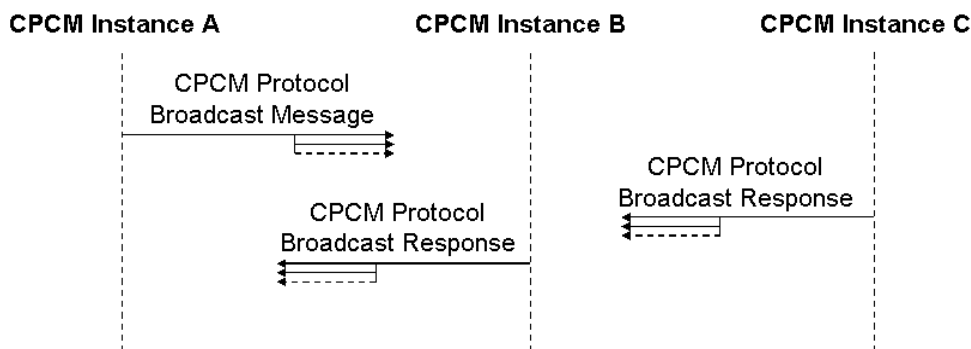 CPCM Instance A
CPCM Instance B
CPCM Instance C
CPCM Protocol
Broadcast Message
CPCM Protocol
Broadcast Response
CPCM Protocol
Broadcast Response